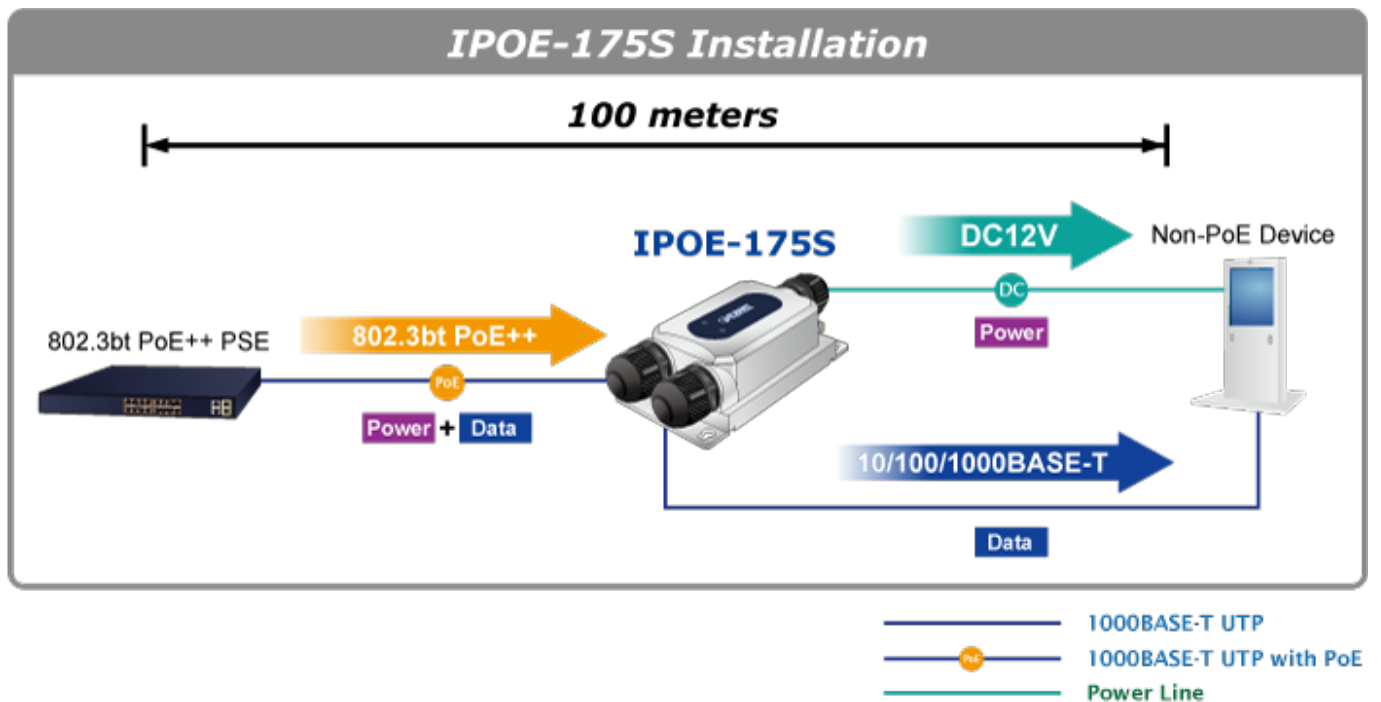 IPOE-175S Installation
100 meters
IPOE-175S
DC12V
Non-PoE Device
DC
Power
802.3bt PoE++ PSE
802.3bt PoE++
PoE
Power + Data
10/100/1000BASE-T
Data
1000BASE-T UTP
PoE
1000BASE-T UTP with PoE
Power Line